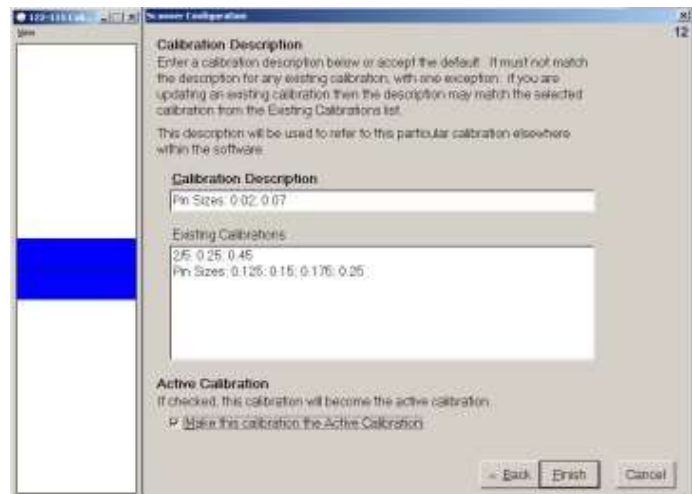 Scanner Configuration
View
12
Calibration Description
Enter a calibration description below or accept the default. It must not match
the description for any existing calibration, with one exception. If you are
updating an existing calibration then the description may match the selected
calibration from the Existing Calibrations list.
This description will be used to refer to this particular calibration elsewhere
within the software.
Calibration Description
Pin Sizes: 0.02; 0.07
Existing Calibrations
2/5; 0.25; 0.45
Pin Sizes: 0.125; 0.15; 0.175; 0.25
Active Calibration
If checked, this calibration will become the active calibration.
Make this calibration the Active Calibration
Back Finish Cancel